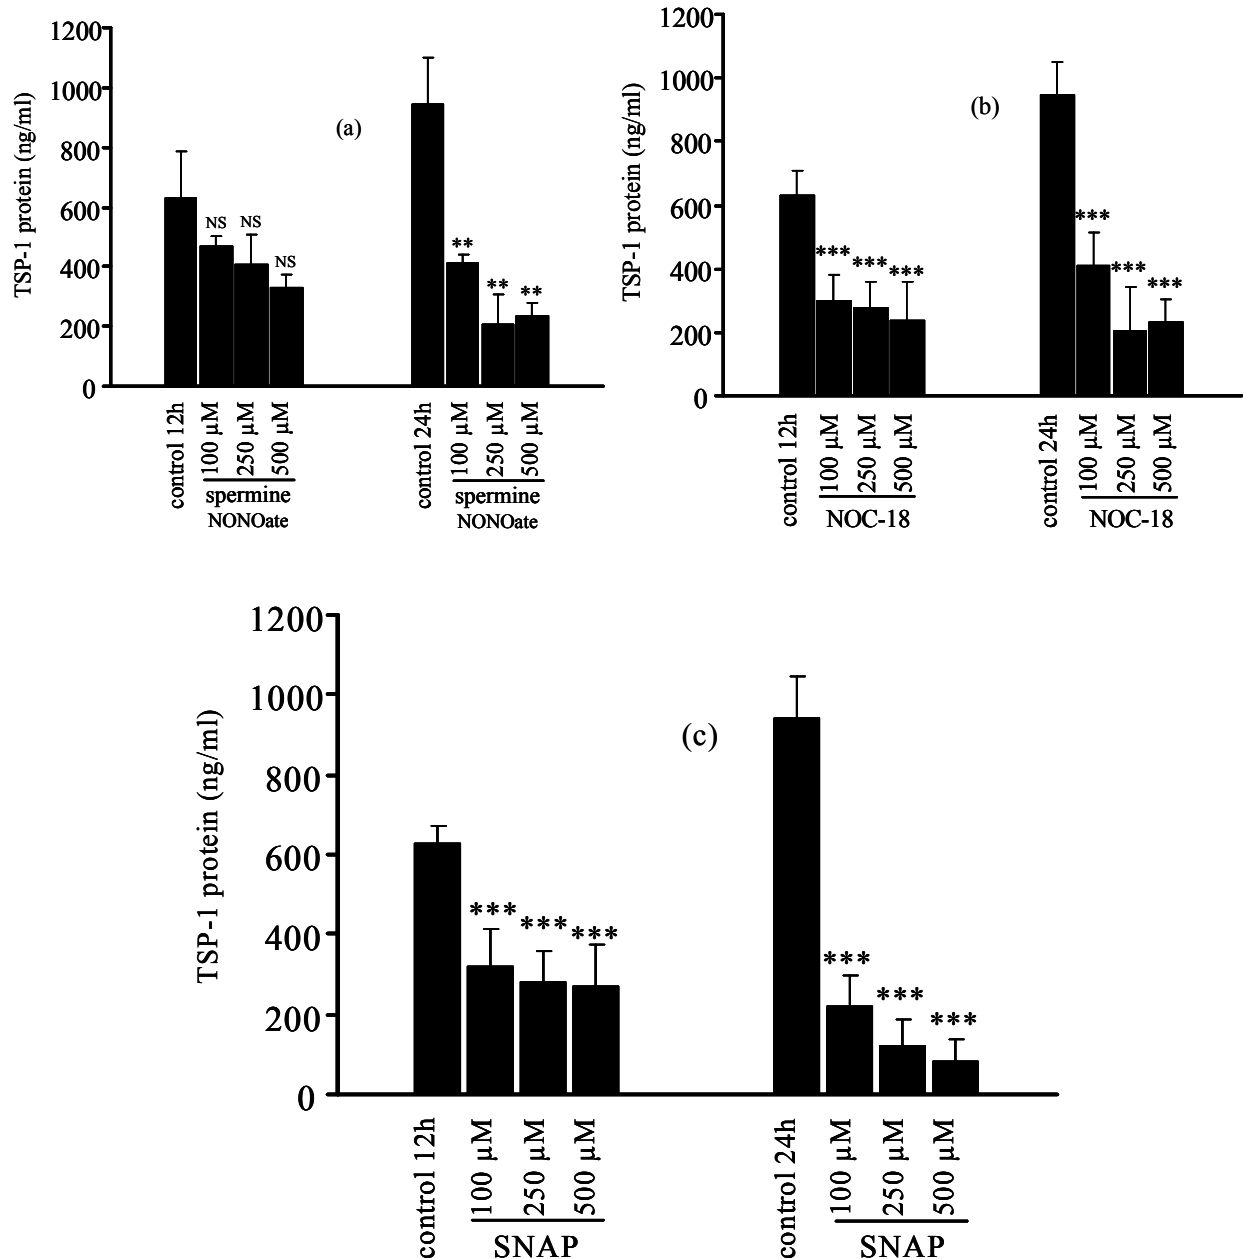 1200
1000
800
600
400
200
0
TSP-1 protein (ng/ml)
(a)
NS
NS
NS
**
**
**
control 12h
100 µM
250 µM
500 µM
spermine
NONOate
control 24h
100 µM
250 µM
500 µM
spermine
NONOate
1200
1000
800
600
400
200
0
TSP-1 protein (ng/ml)
(b)
***
***
***
***
***
***
control 12h
100 µM
250 µM
500 µM
NOC-18
control 24h
100 µM
250 µM
500 µM
NOC-18
1200
1000
800
600
400
200
0
TSP-1 protein (ng/ml)
(c)
***
***
***
***
***
***
control 12h
100 µM
250 µM
500 µM
SNAP
control 24h
100 µM
250 µM
500 µM
SNAP